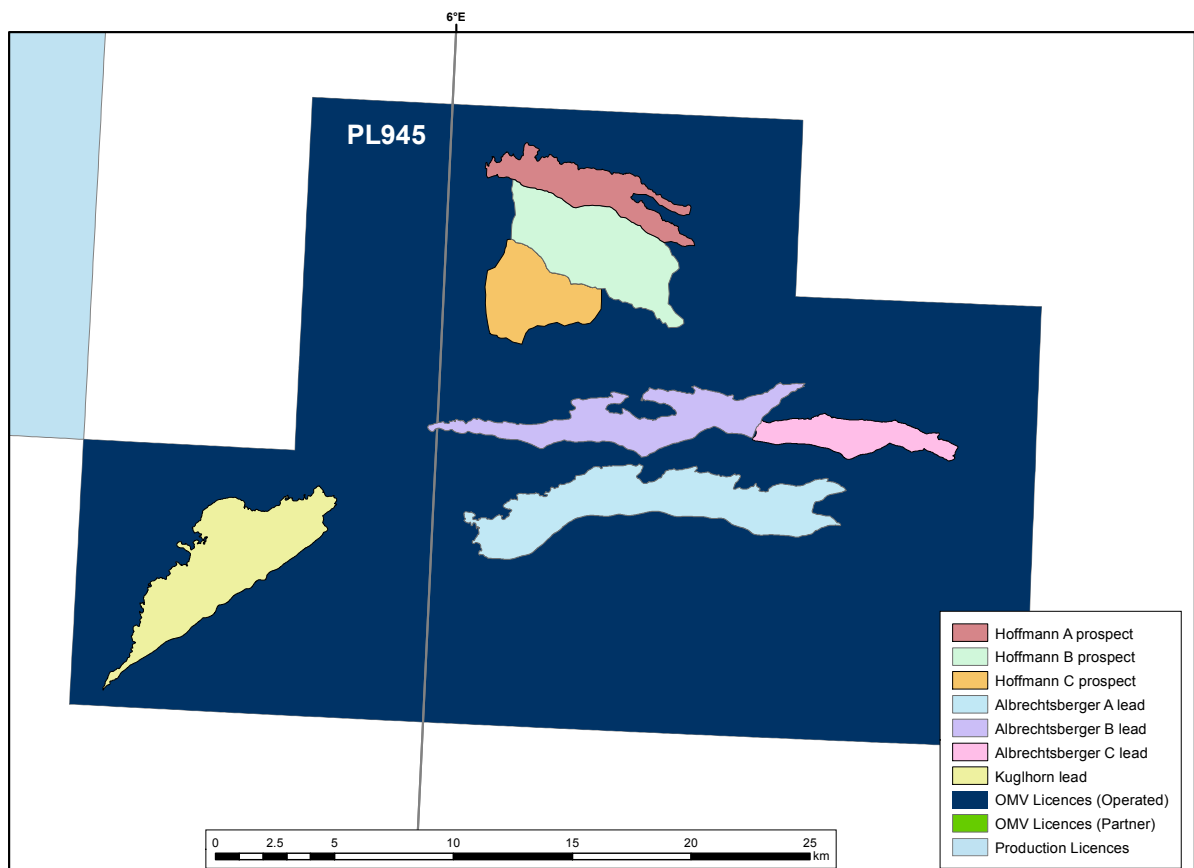 6°E
PL945
Hoffmann A prospect
Hoffmann B prospect
Hoffmann C prospect
Albrechtsberger A lead
Albrechtsberger B lead
Albrechtsberger C lead
Kuglhorn lead
OMV Licences (Operated)
OMV Licences (Partner)
Production Licences
0 2.5 5 10 15 20 25
km